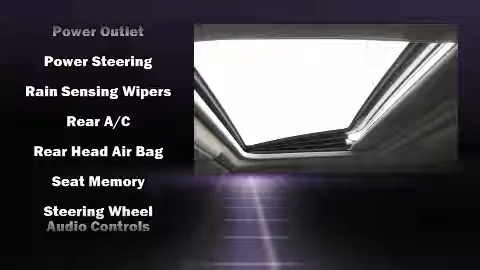 Power Outlet
Power Steering
Rain Sensing Wipers
Rear A/C
Rear Head Air Bag
Seat Memory
Steering Wheel
Audio Controls